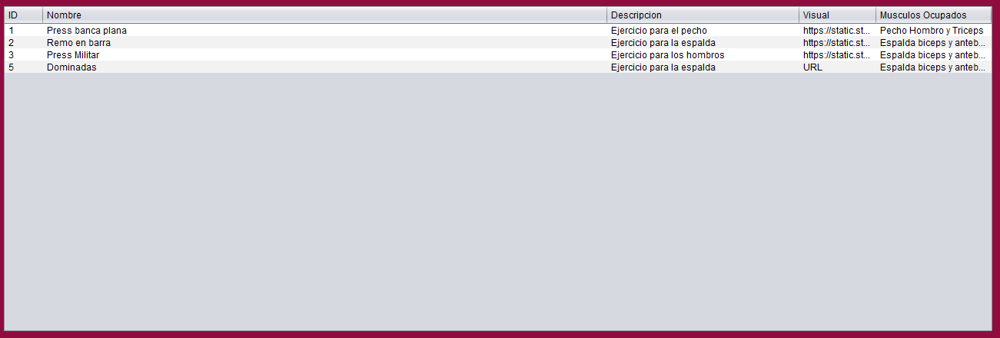 ID Nombre Descripcion Visual Musculos Ocupados
1 Press banca plana Ejercicio para el pecho https://static.st... Pecho Hombro y Triceps
2 Remo en barra Ejercicio para la espalda https://static.st... Espalda biceps y anteb...
3 Press Militar Ejercicio para los hombros https://static.st... Espalda biceps y anteb...
5 Dominadas Ejercicio para la espalda URL Espalda biceps y anteb...